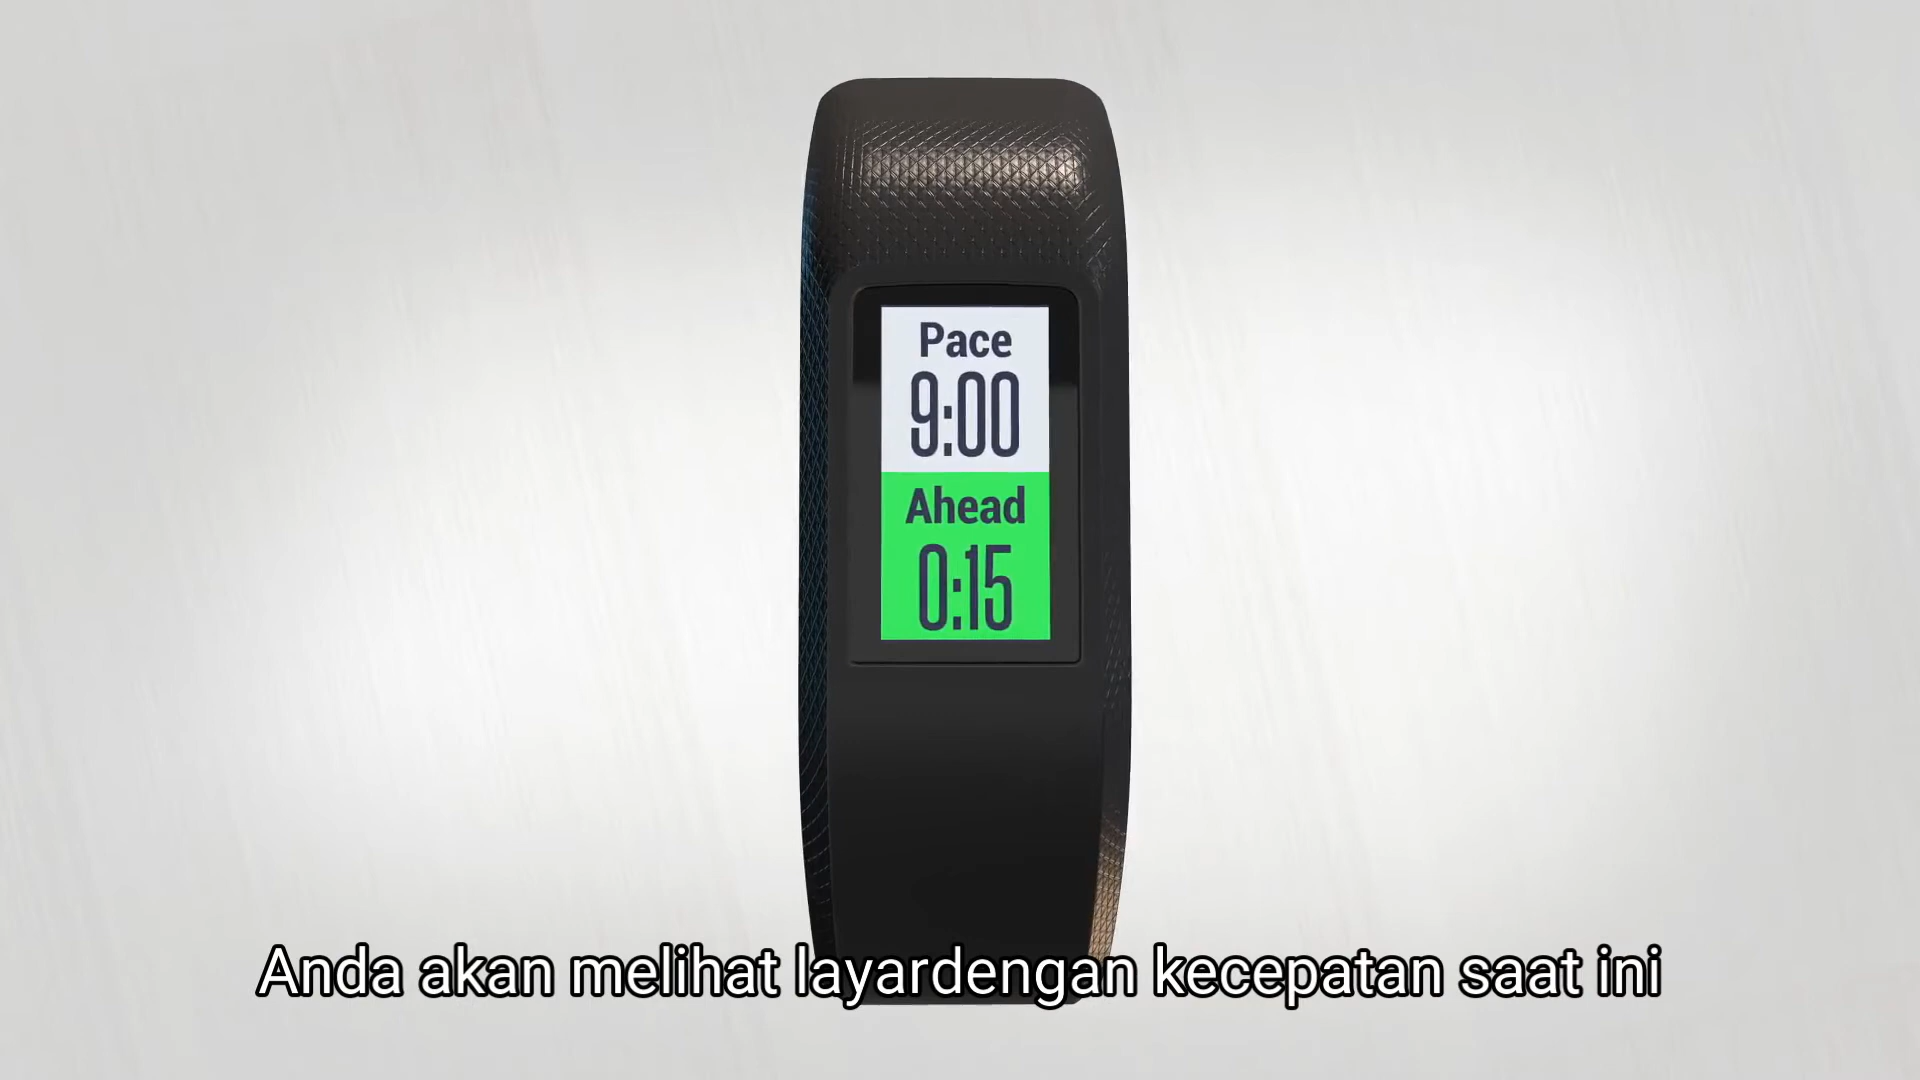 Pace
9:00
Ahead
0:15
Anda akan melihat layardengan kecepatan saat ini